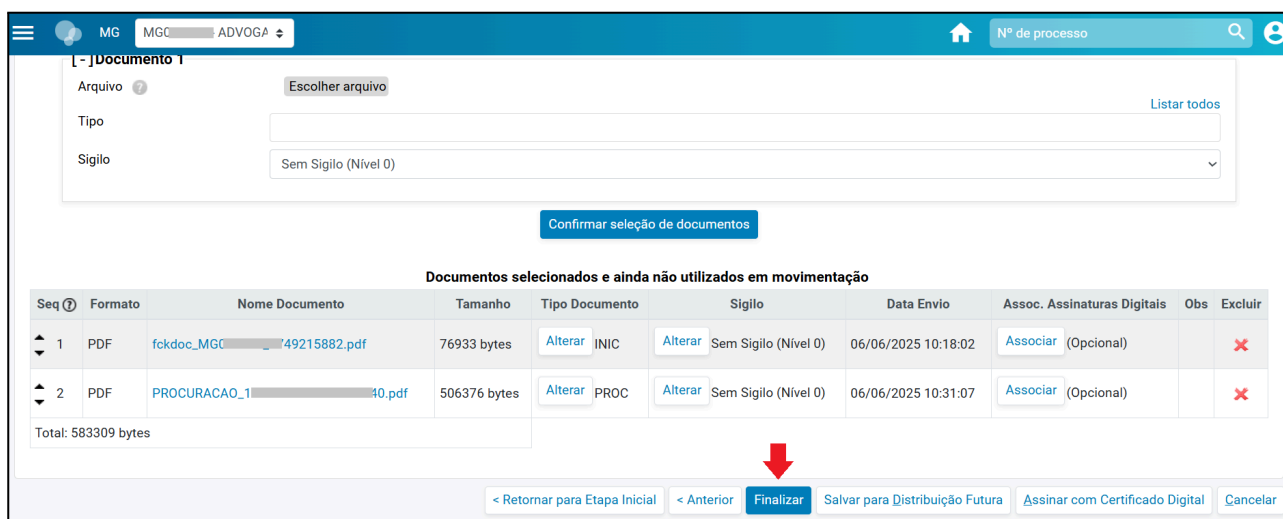 MG MG0 ADVOGA Nº de processo
[ - ]Documento 1
Arquivo Escolher arquivo
Listar todos
Tipo
Sigilo Sem Sigilo (Nível 0)
Confirmar seleção de documentos
Documentos selecionados e ainda não utilizados em movimentação
Seq Formato Nome Documento Tamanho Tipo Documento Sigilo Data Envio Assoc. Assinaturas Digitais Obs Excluir
1 PDF fckdoc_MG0 _ 749215882.pdf 76933 bytes Alterar INIC Alterar Sem Sigilo (Nível 0) 06/06/2025 10:18:02 Associar (Opcional)
2 PDF PROCURACAO_1 40.pdf 506376 bytes Alterar PROC Alterar Sem Sigilo (Nível 0) 06/06/2025 10:31:07 Associar (Opcional)
Total: 583309 bytes
< Retornar para Etapa Inicial < Anterior Finalizar Salvar para Distribuição Futura Assinar com Certificado Digital Cancelar